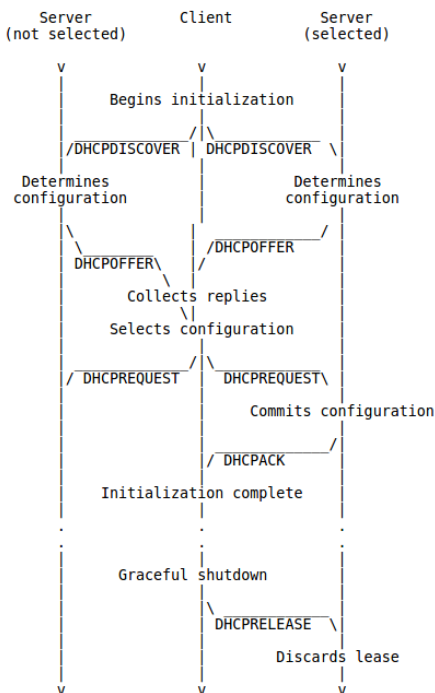 Server Client Server
(not selected) (selected)
v v v
Begins initialization
DHCPDISCOVER DHCPDISCOVER
Determines Determines
configuration configuration
DHCPOFFER
DHCPOFFER
Collects replies
Selects configuration
DHCPREQUEST DHCPREQUEST
Commits configuration
DHCPACK
Initialization complete
. . .
. . .
Graceful shutdown
DHCPRELEASE
Discards lease
v v v